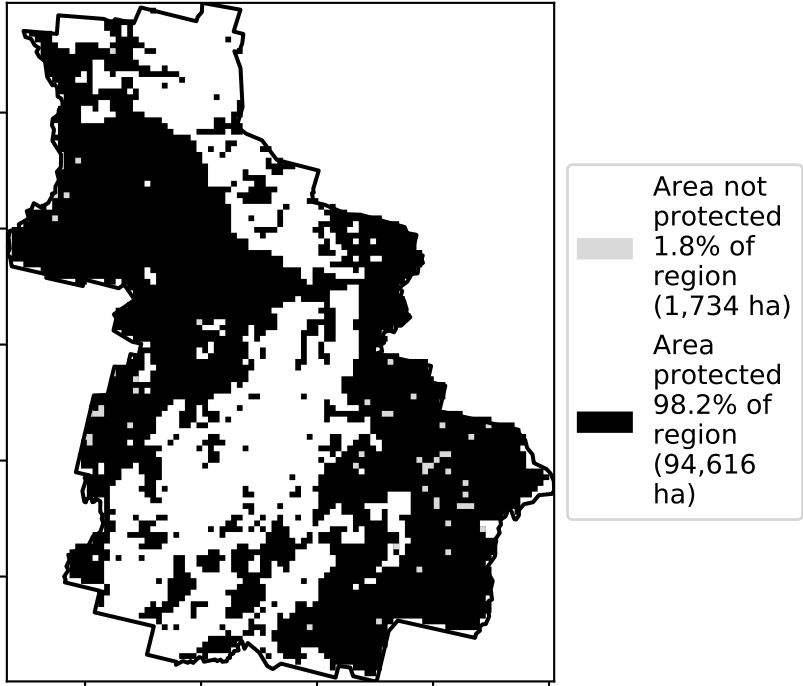 Area not
protected
1.8% of
region
(1,734 ha)
Area
protected
98.2% of
region
(94,616
ha)